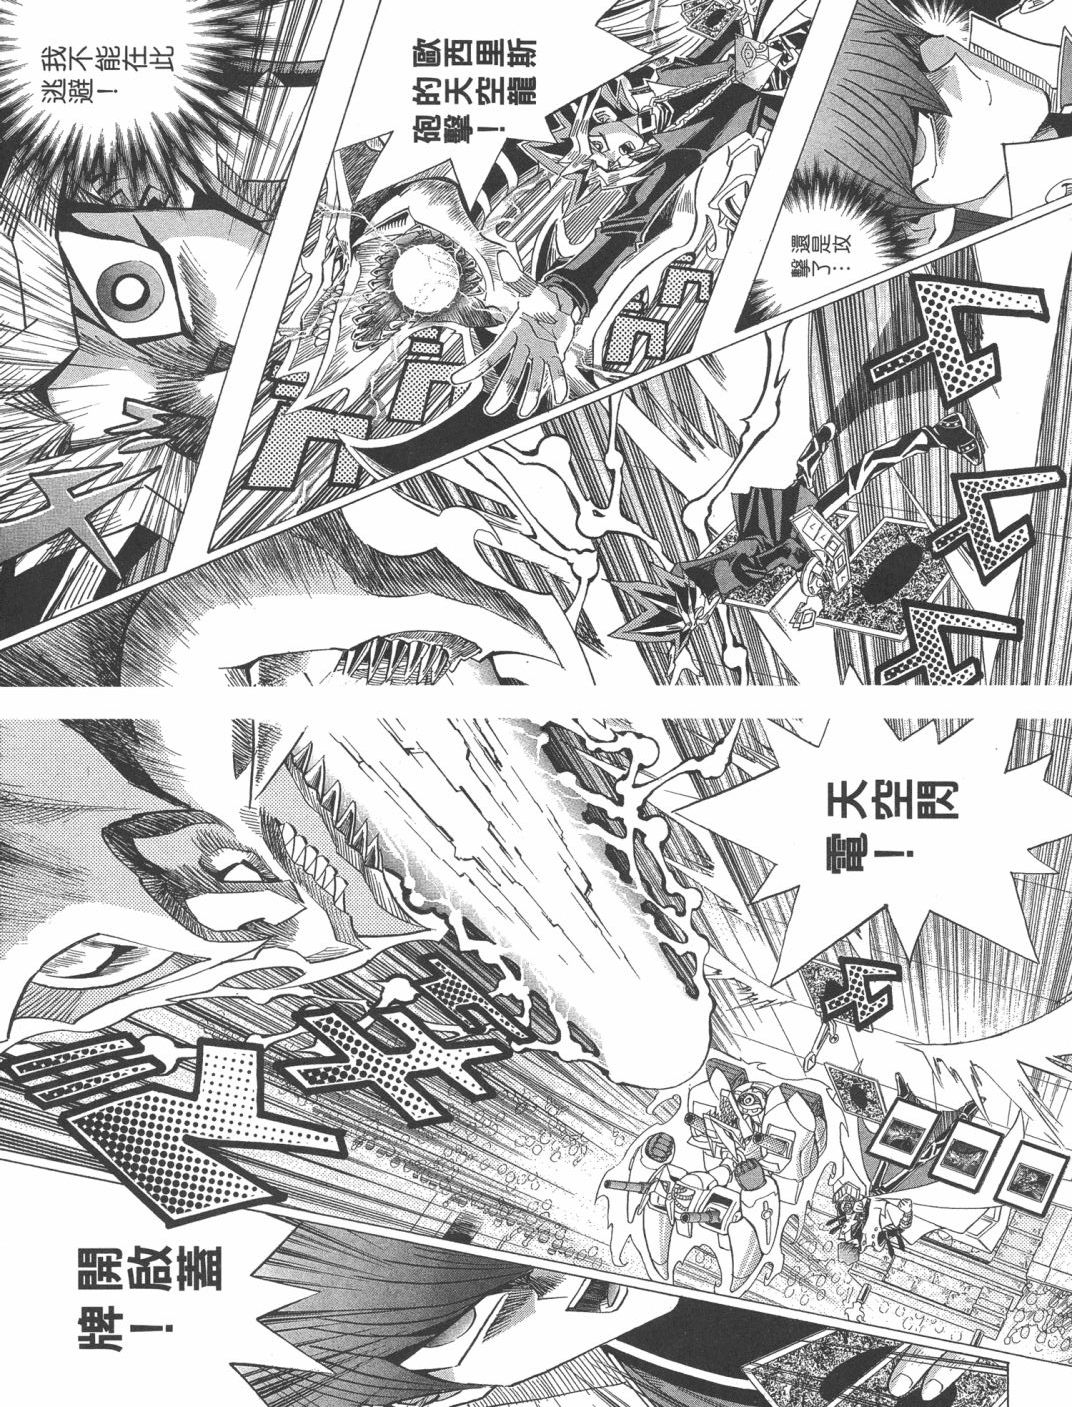 還是攻
擊了…
歐西里斯
的天空龍
砲擊！
我不能在此
逃避！
天空閃
電！
開啟蓋
牌！